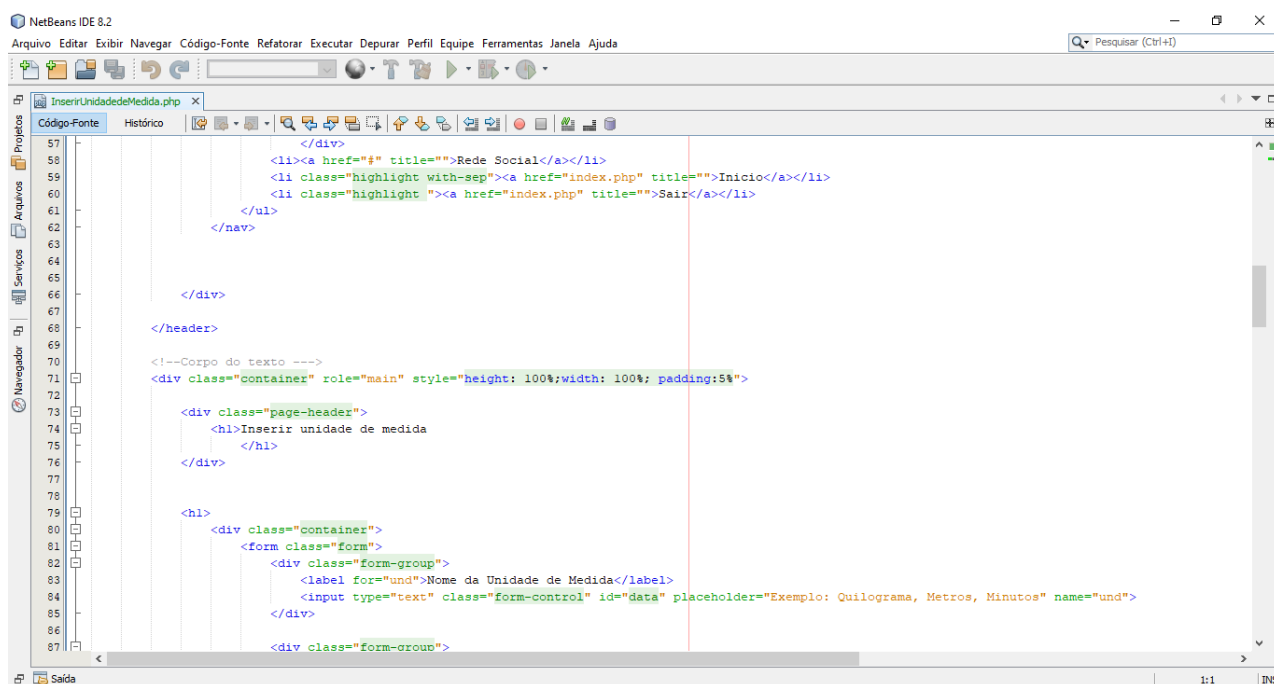 NetBeans IDE 8.2
Arquivo Editar Exibir Navegar Código-Fonte Refatorar Executar Depurar Perfil Equipe Ferramentas Janela Ajuda
Pesquisar (Ctrl+I)
InserirUnidadedeMedida.php
Código-Fonte Histórico
Projetos
Arquivos
Serviços
Navegador
57 </div>
58 <li><a href="#" title="">Rede Social</a></li>
59 <li class="highlight with-sep"><a href="index.php" title="">Inicio</a></li>
60 <li class="highlight "><a href="index.php" title="">Sair</a></li>
61 </ul>
62 </nav>
63
64
65
66 </div>
67
68 </header>
69
70 <!--Corpo do texto --->
71 <div class="container" role="main" style="height: 100%;width: 100%; padding:5%">
72
73 <div class="page-header">
74 <h1>Inserir unidade de medida
75 </h1>
76 </div>
77
78
79 <h1>
80 <div class="container">
81 <form class="form">
82 <div class="form-group">
83 <label for="und">Nome da Unidade de Medida</label>
84 <input type="text" class="form-control" id="data" placeholder="Exemplo: Quilograma, Metros, Minutos" name="und">
85 </div>
86
87 <div class="form-group">
Saída
1:1
INS